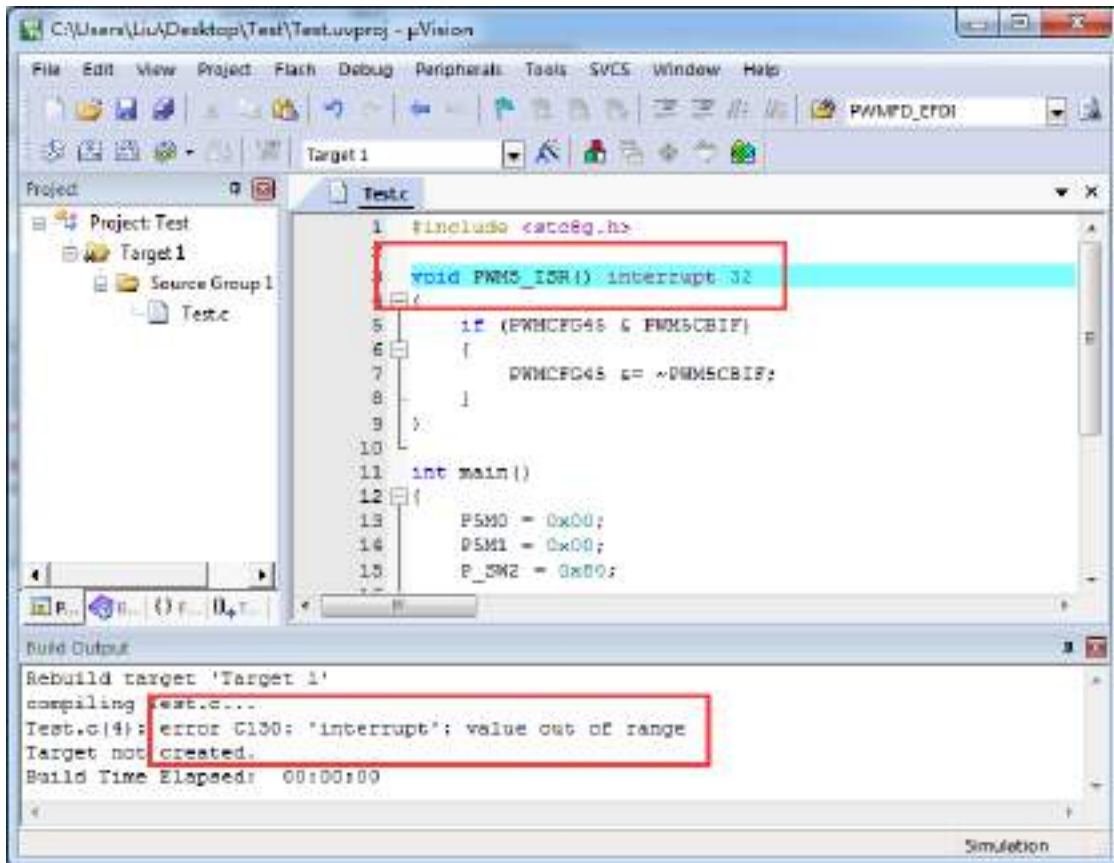 C:\Users\Liu\Desktop\Test\Test.uvproj - µVision
File Edit View Project Flash Debug Peripherals Tools SVCS Window Help
PWMFD_EFDI
Target 1
Project
Test.c
Project: Test
Target 1
Source Group 1
Test.c
1 #include <stc8g.h>
2
3 void PWM5_ISR() interrupt 32
4 {
5 if (PWMCFG45 & PWM5CBIF)
6 {
7 PWMCFG45 &= ~PWM5CBIF;
8 }
9 }
10
11 int main()
12 {
13 P5M0 = 0x00;
14 P5M1 = 0x00;
15 P_SW2 = 0x80;
Build Output
Rebuild target 'Target 1'
compiling Test.c...
Test.c(4): error C130: 'interrupt': value out of range
Target not created.
Build Time Elapsed: 00:00:00
Simulation